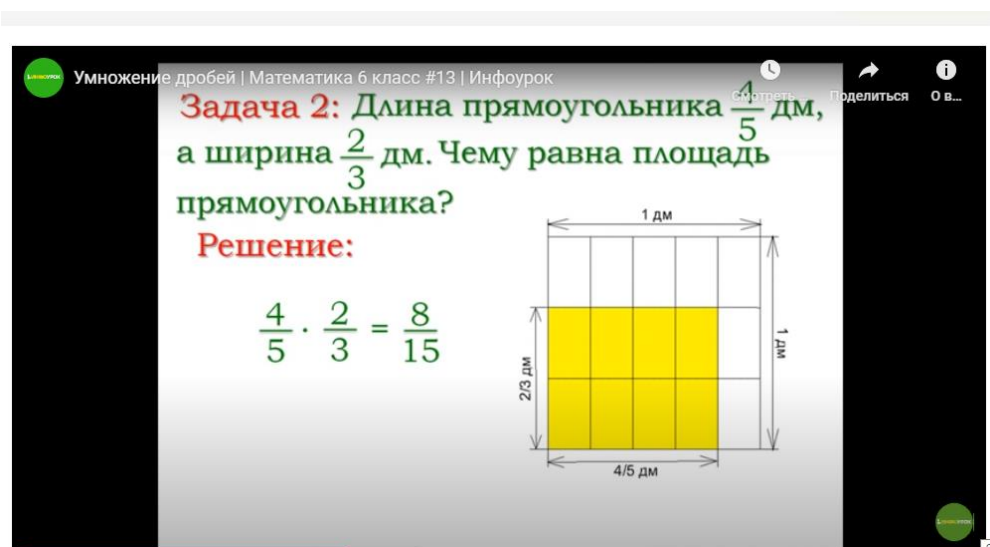 Умножение дробей | Математика 6 класс #13 | Инфоурок
Смотреть...
Поделиться
О в...
Задача 2: Длина прямоугольника 4/5 дм,
а ширина 2/3 дм. Чему равна площадь
прямоугольника?
Решение:
4/5 · 2/3 = 8/15
1 дм
1 дм
2/3 дм
4/5 дм